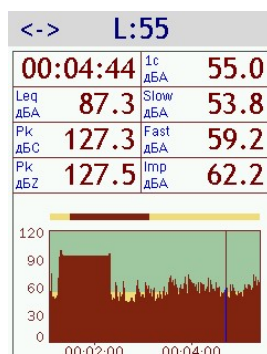 <-> L:55
00:04:44 1с дБА 55.0
Leq дБА 87.3 Slow дБА 53.8
Pk дБC 127.3 Fast дБА 59.2
Pk дБZ 127.5 Imp дБА 62.2
120
90
60
30
0
00:02:00 00:04:00